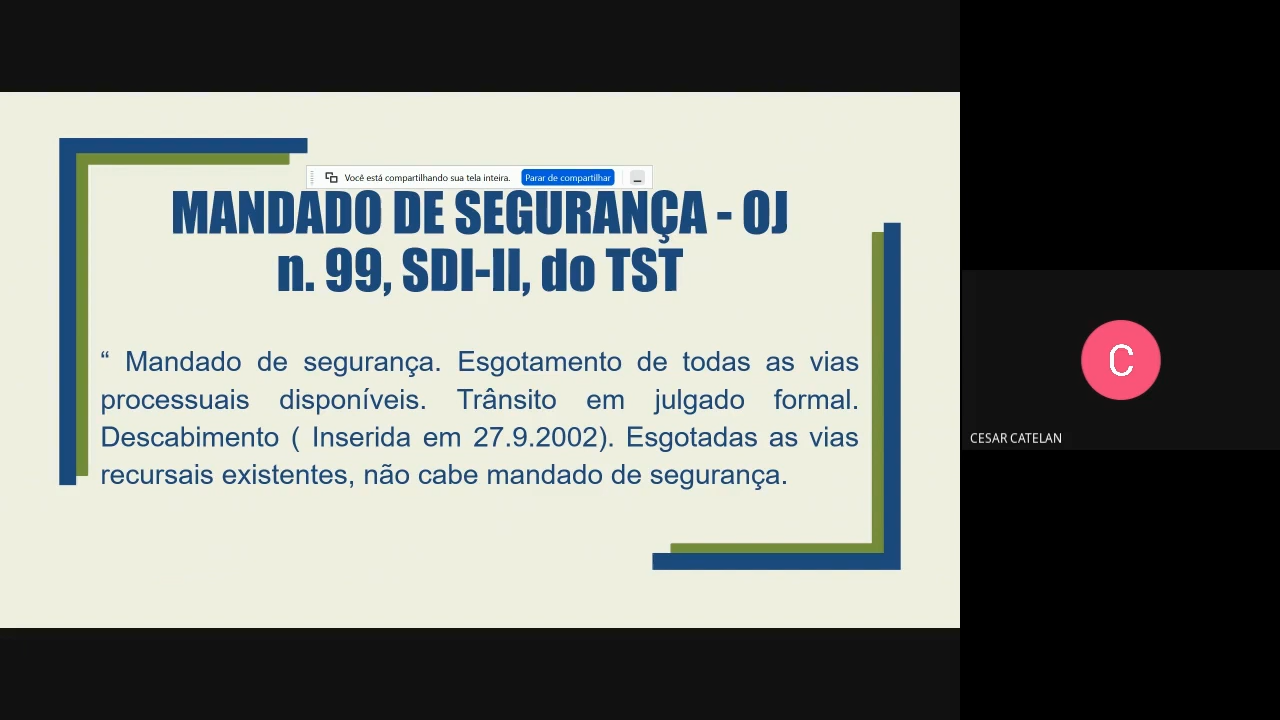 Você está compartilhando sua tela inteira. Parar de compartilhar
MANDADO DE SEGURANÇA - OJ
n. 99, SDI-II, do TST
“ Mandado de segurança. Esgotamento de todas as vias
processuais disponíveis. Trânsito em julgado formal.
Descabimento ( Inserida em 27.9.2002). Esgotadas as vias
recursais existentes, não cabe mandado de segurança.
C
CESAR CATELAN